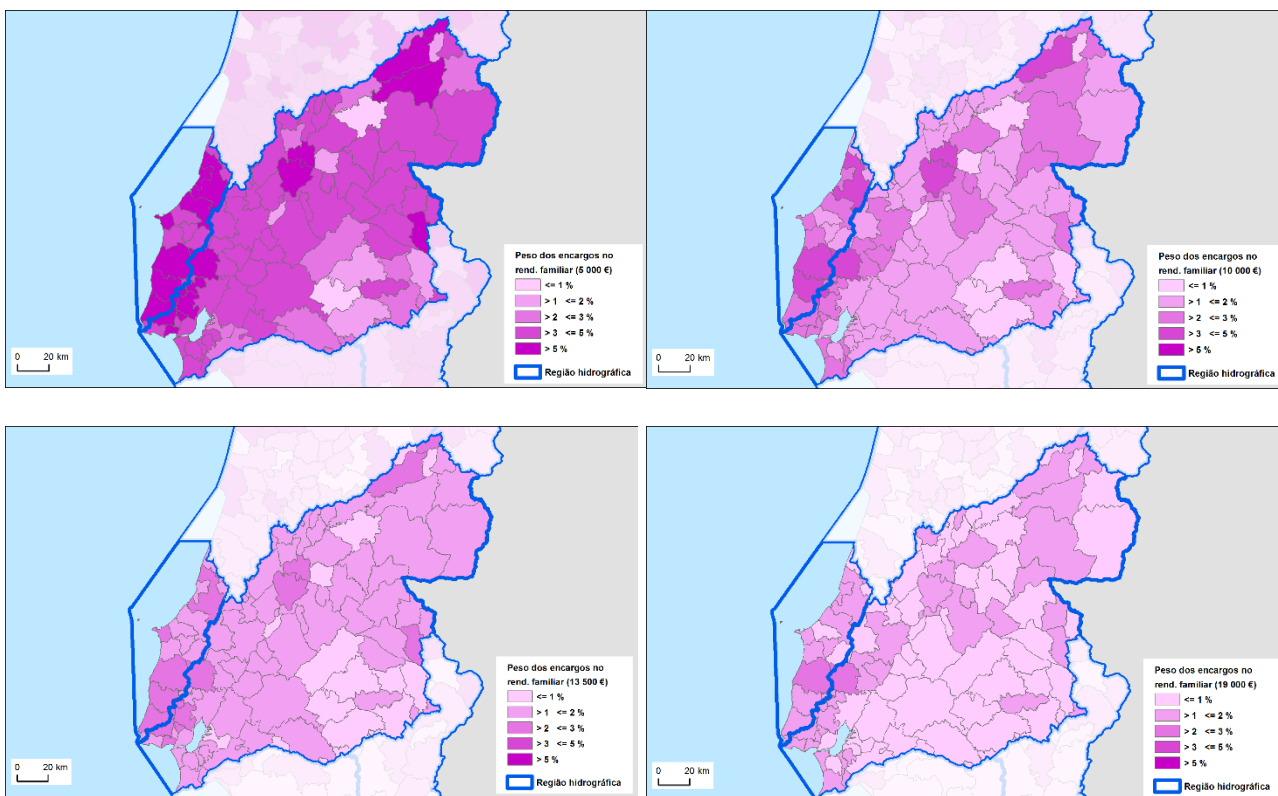 Peso dos encargos no
rend. familiar (5 000 €)
<= 1 %
> 1 <= 2 %
> 2 <= 3 %
> 3 <= 5 %
> 5 %
Região hidrográfica
0 20 km
Peso dos encargos no
rend. familiar (10 000 €)
<= 1 %
> 1 <= 2 %
> 2 <= 3 %
> 3 <= 5 %
> 5 %
Região hidrográfica
0 20 km
Peso dos encargos no
rend. familiar (13 500 €)
<= 1 %
> 1 <= 2 %
> 2 <= 3 %
> 3 <= 5 %
> 5 %
Região hidrográfica
0 20 km
Peso dos encargos no
rend. familiar (19 000 €)
<= 1 %
> 1 <= 2 %
> 2 <= 3 %
> 3 <= 5 %
> 5 %
Região hidrográfica
0 20 km